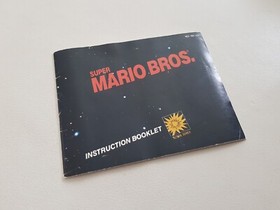 SUPER
MARIO BROS.
INSTRUCTION BOOKLET